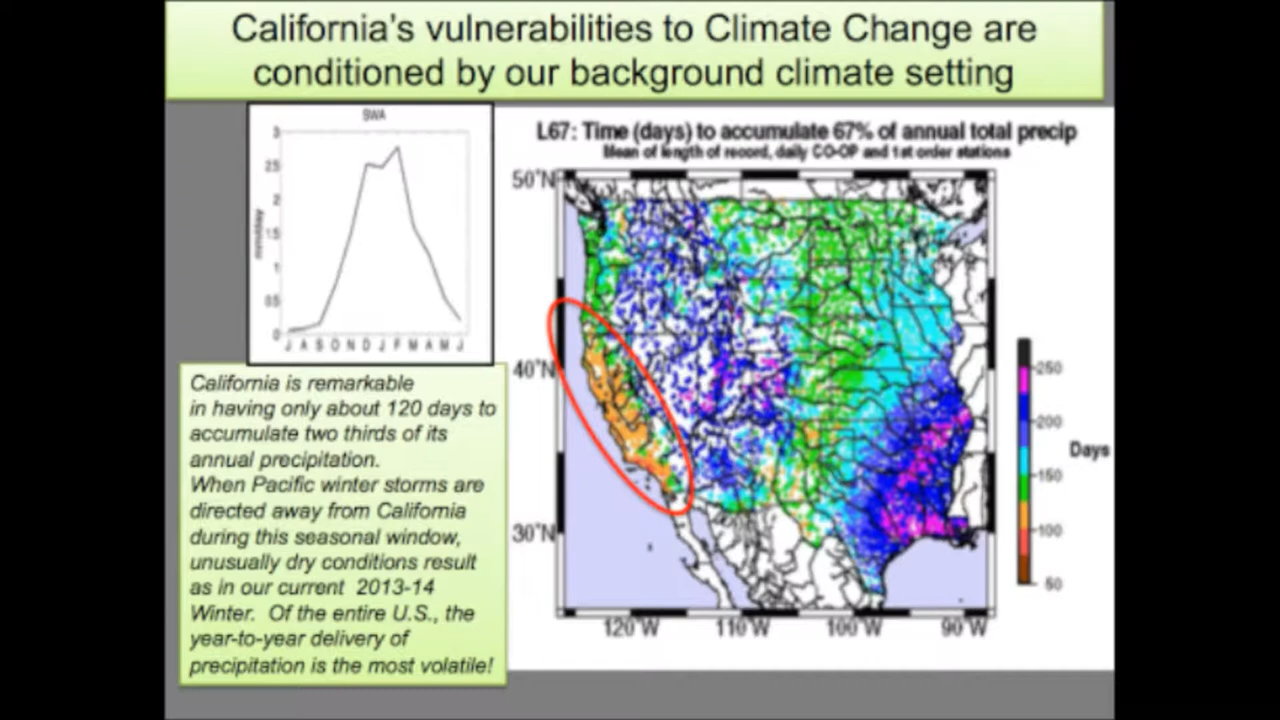 California's vulnerabilities to Climate Change are
conditioned by our background climate setting
SWA
3
2.5
2
1.5
1
0.5
0
mm/day
J A S O N D J F M A M J
California is remarkable
in having only about 120 days to
accumulate two thirds of its
annual precipitation.
When Pacific winter storms are
directed away from California
during this seasonal window,
unusually dry conditions result
as in our current 2013-14
Winter. Of the entire U.S., the
year-to-year delivery of
precipitation is the most volatile!
L67: Time (days) to accumulate 67% of annual total precip
Mean of length of record, daily CO-OP and 1st order stations
50°N
40°N
30°N
120°W 110°W 100°W 90°W
250
200
150
100
50
Days